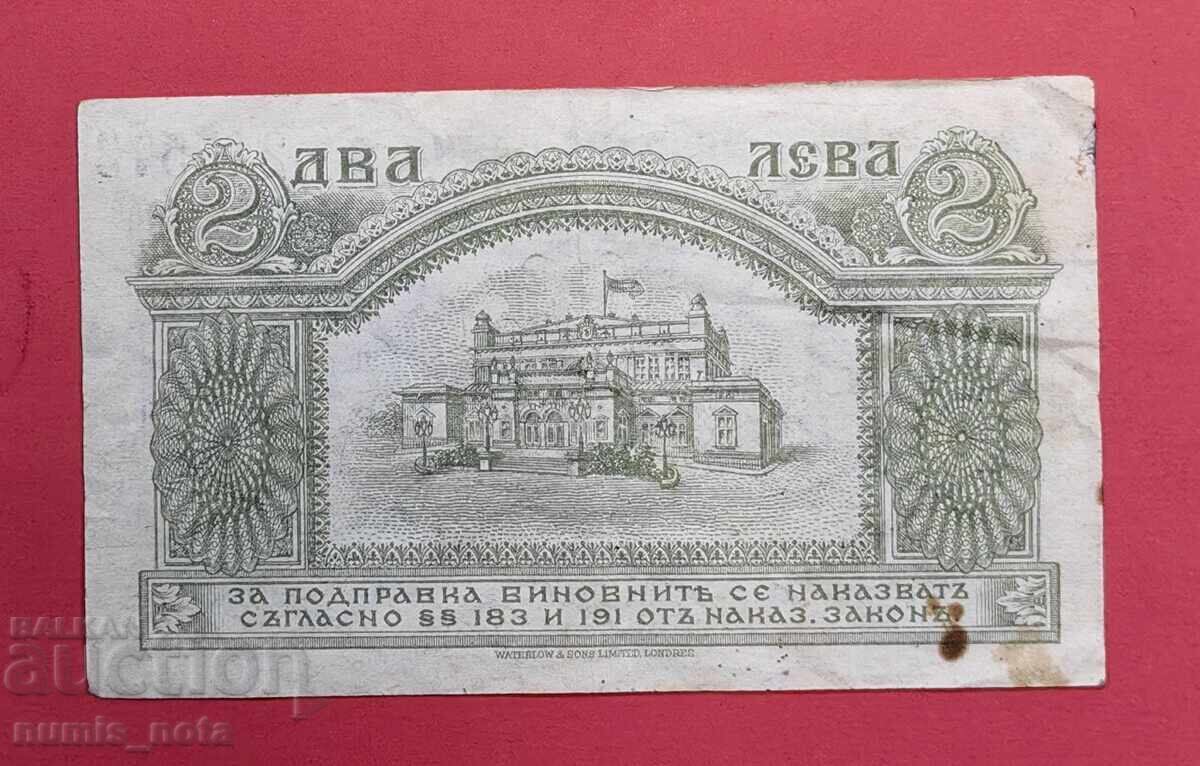 ДВА ЛЕВА
2 2
ЗА ПОДПРАВКА ВИНОВНИТѢ СЕ НАКАЗВАТЪ
СЪГЛАСНО §§ 183 И 191 ОТЪ НАКАЗ. ЗАКОНЪ
WATERLOW & SONS LIMITED, LONDRES
BALKAN
auction
numis_nota